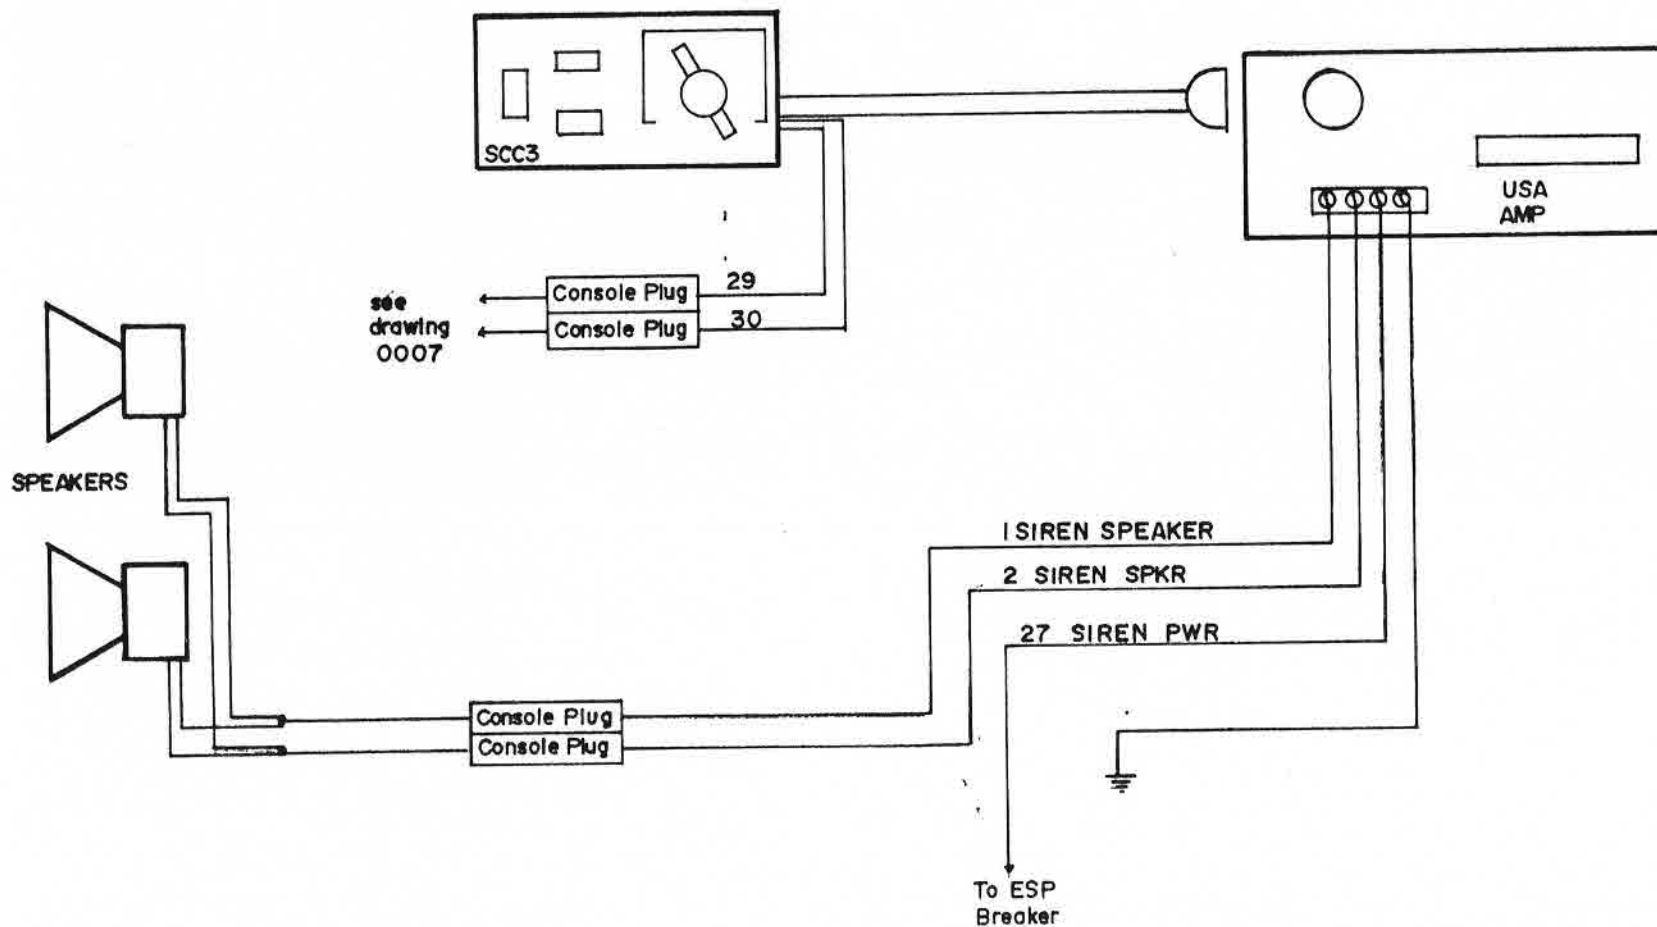 SCC3
USA
AMP
29
Console Plug
30
Console Plug
see
drawing
0007
SPEAKERS
1 SIREN SPEAKER
2 SIREN SPKR
27 SIREN PWR
Console Plug
Console Plug
To ESP
Breaker